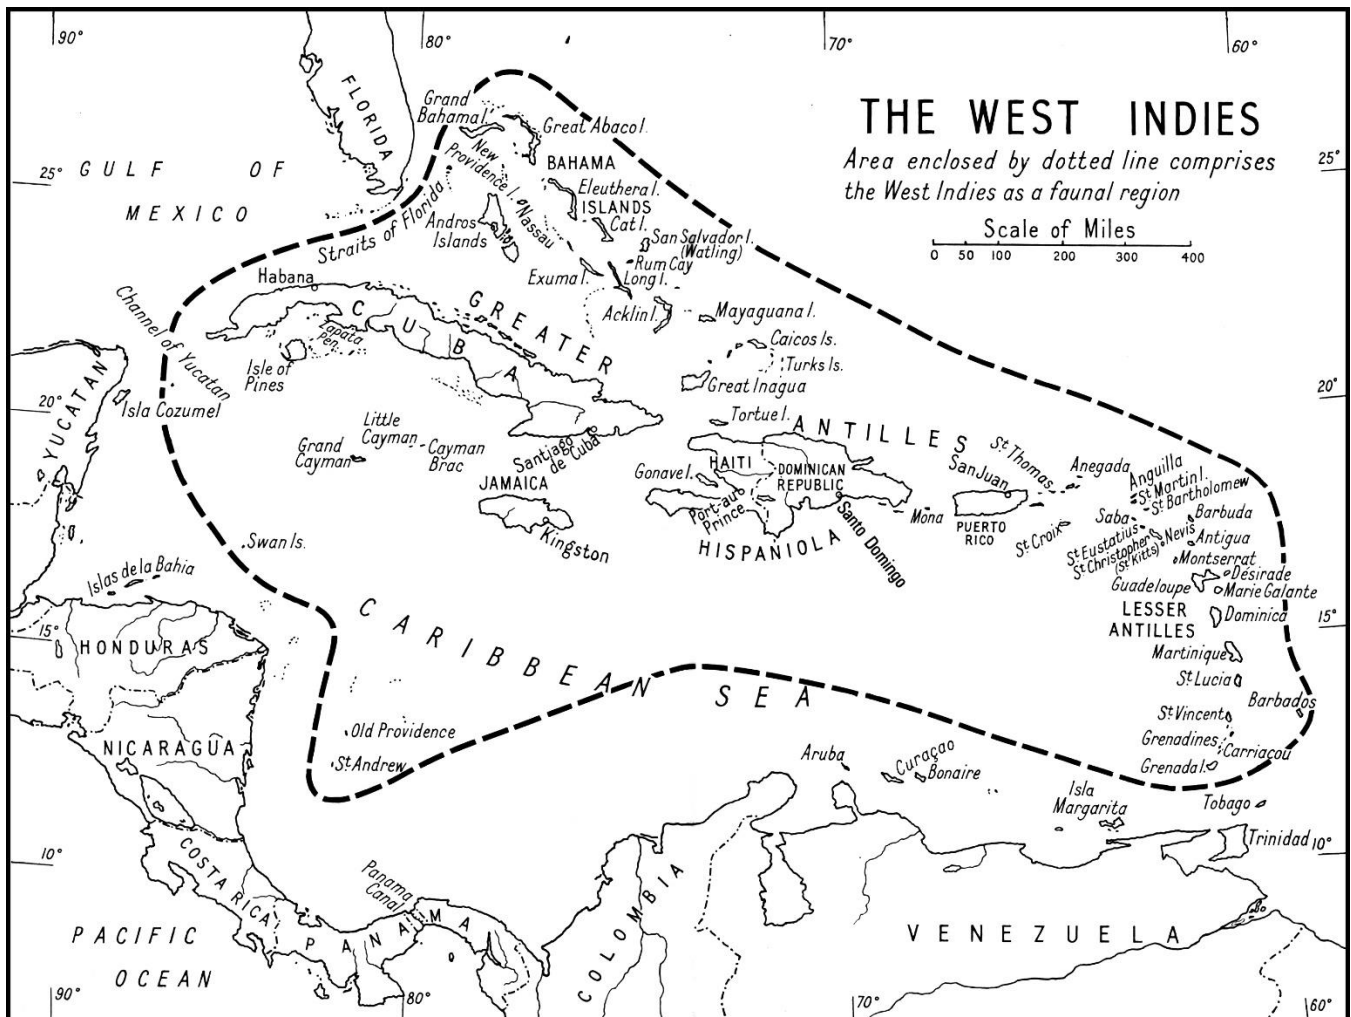 90°
80°
70°
60°
THE WEST INDIES
Area enclosed by dotted line comprises
the West Indies as a faunal region
Scale of Miles
0 50 100 200 300 400
FLORIDA
GULF OF
MEXICO
25°
25°
Grand
Bahama I.
Great Abaco I.
New
Providence I.
BAHAMA
ISLANDS
Eleuthera I.
Nassau
Cat I.
Andros
Islands
San Salvador I.
(Watling)
Rum Cay
Long I.
Exuma I.
Acklin I.
Mayaguana I.
Caicos Is.
Turks Is.
Great Inagua
Straits of Florida
Habana
CUBA
Zapata
Pen.
Isle of
Pines
Channel of Yucatan
YUCATAN
Isla Cozumel
20°
20°
GREATER
ANTILLES
Tortue I.
Little
Cayman
Grand
Cayman
Cayman
Brac
Santiago
de Cuba
JAMAICA
Kingston
Gonave I.
HAITI
Port-au
Prince
DOMINICAN
REPUBLIC
Santo Domingo
HISPANIOLA
Mona
San Juan
PUERTO
RICO
St. Thomas
St. Croix
Anegada
Anguilla
St. Martin I.
St. Bartholomew
Saba
St. Eustatius
St. Christopher
(St. Kitts)
Nevis
Barbuda
Antigua
Montserrat
Guadeloupe
Désirade
Marie Galante
LESSER
ANTILLES
Dominica
Martinique
St. Lucia
St. Vincent
Barbados
Grenadines
Carriacou
Grenada I.
Tobago
Trinidad
Swan Is.
Islas de la Bahia
15°
15°
HONDURAS
CARIBBEAN SEA
Old Providence
St. Andrew
NICARAGUA
Aruba
Curaçao
Bonaire
Isla
Margarita
10°
10°
COSTA RICA
Panama
Canal
PANAMA
COLOMBIA
VENEZUELA
PACIFIC
OCEAN
90°
80°
70°
60°